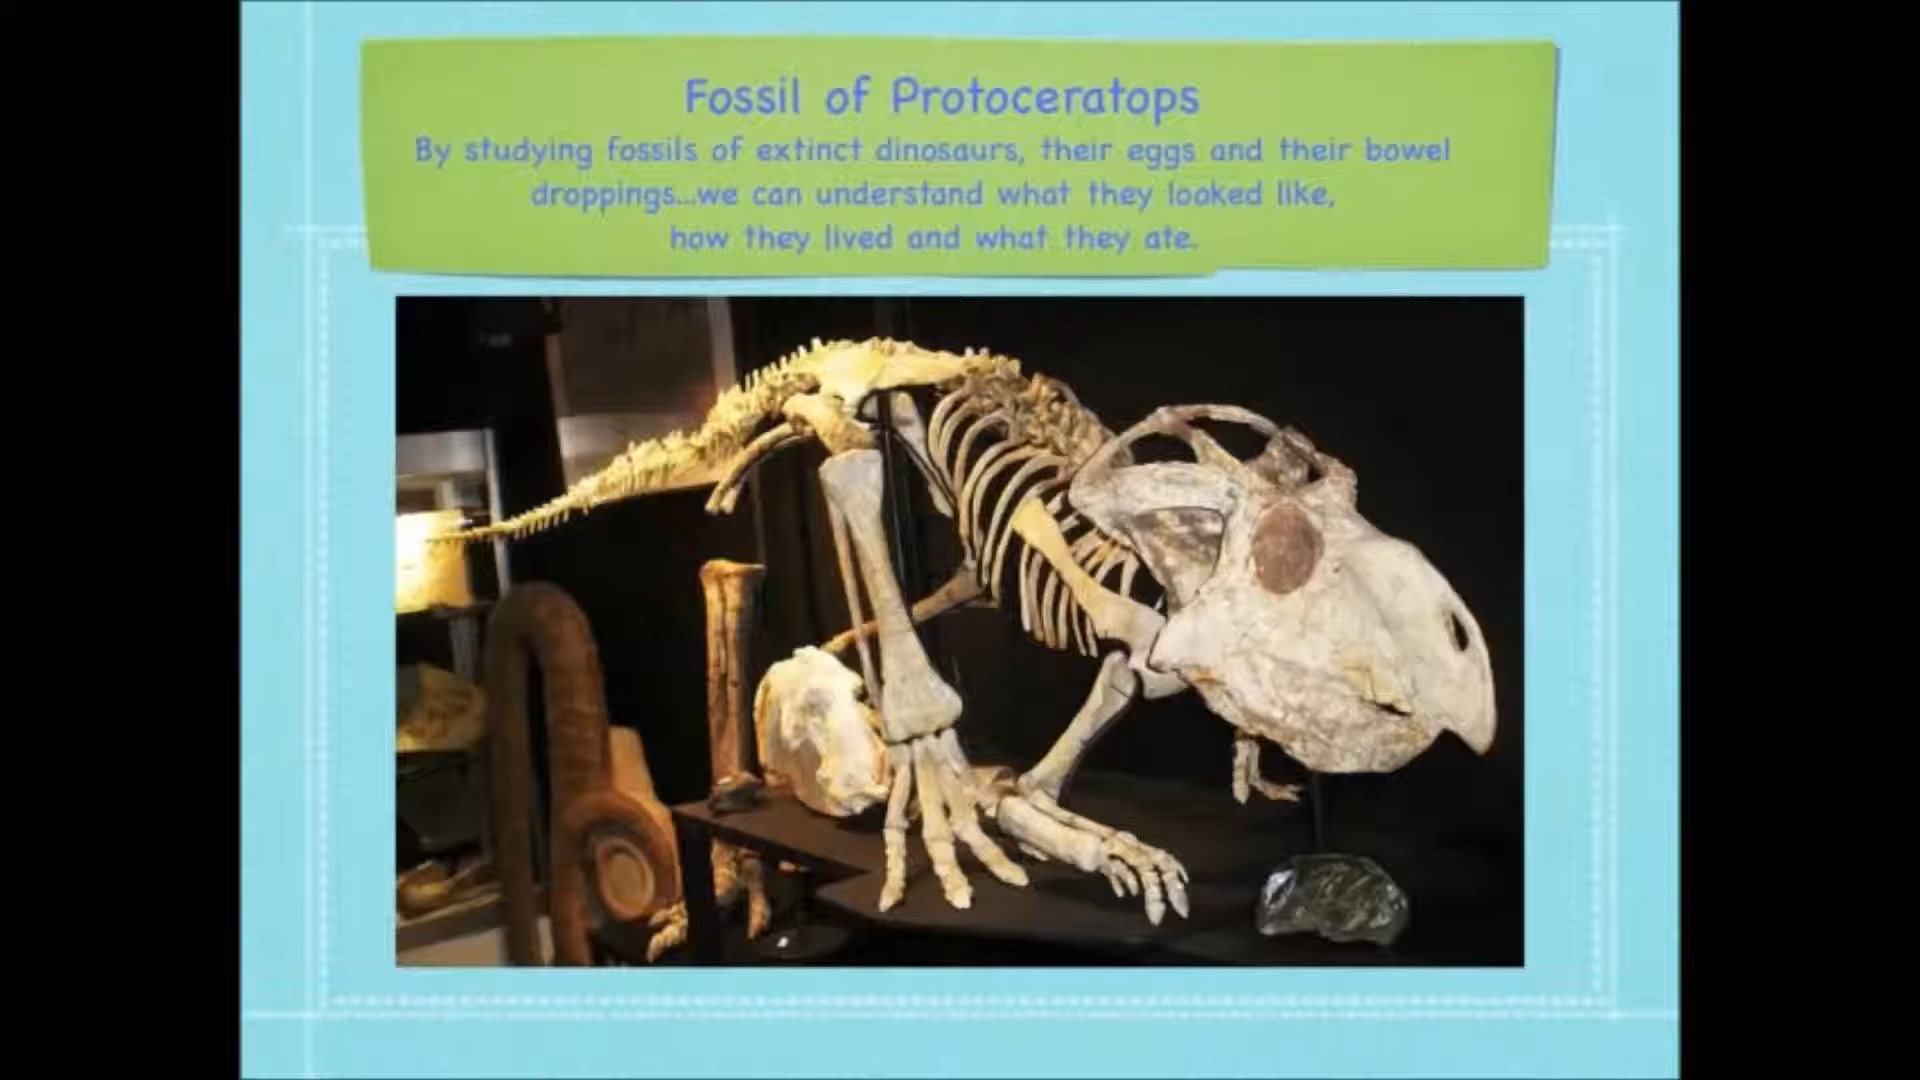 Fossil of Protoceratops
By studying fossils of extinct dinosaurs, their eggs and their bowel
droppings...we can understand what they looked like,
how they lived and what they ate.